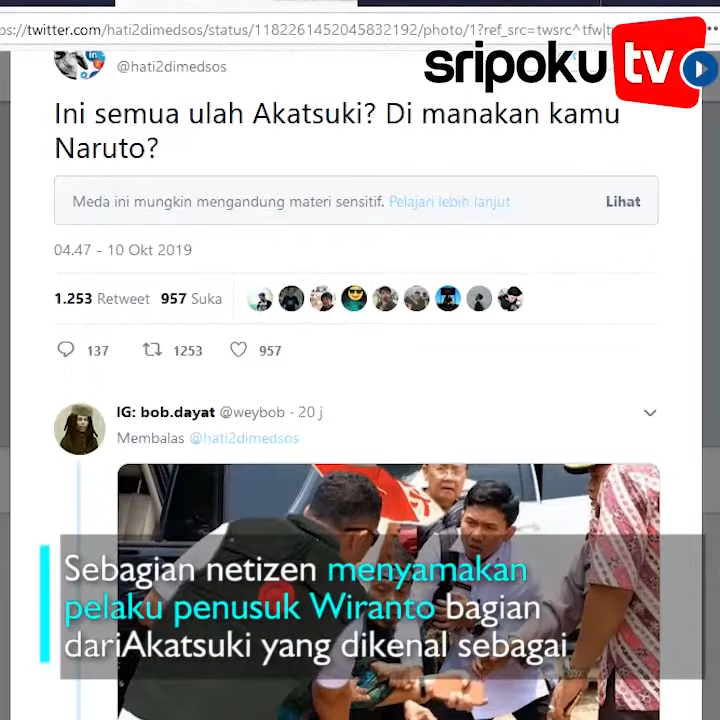 ps://twitter.com/hati2dimedsos/status/1182261452045832192/photo/1?ref_src=twsrc^tfw|t
sripoku tv
@hati2dimedsos
Ini semua ulah Akatsuki? Di manakan kamu
Naruto?
Meda ini mungkin mengandung materi sensitif. Pelajari lebih lanjut Lihat
04.47 - 10 Okt 2019
1.253 Retweet 957 Suka
137 1253 957
IG: bob.dayat @weybob · 20 j
Membalas @hati2dimedsos
Sebagian netizen menyamakan
pelaku penusuk Wiranto bagian
dariAkatsuki yang dikenal sebagai